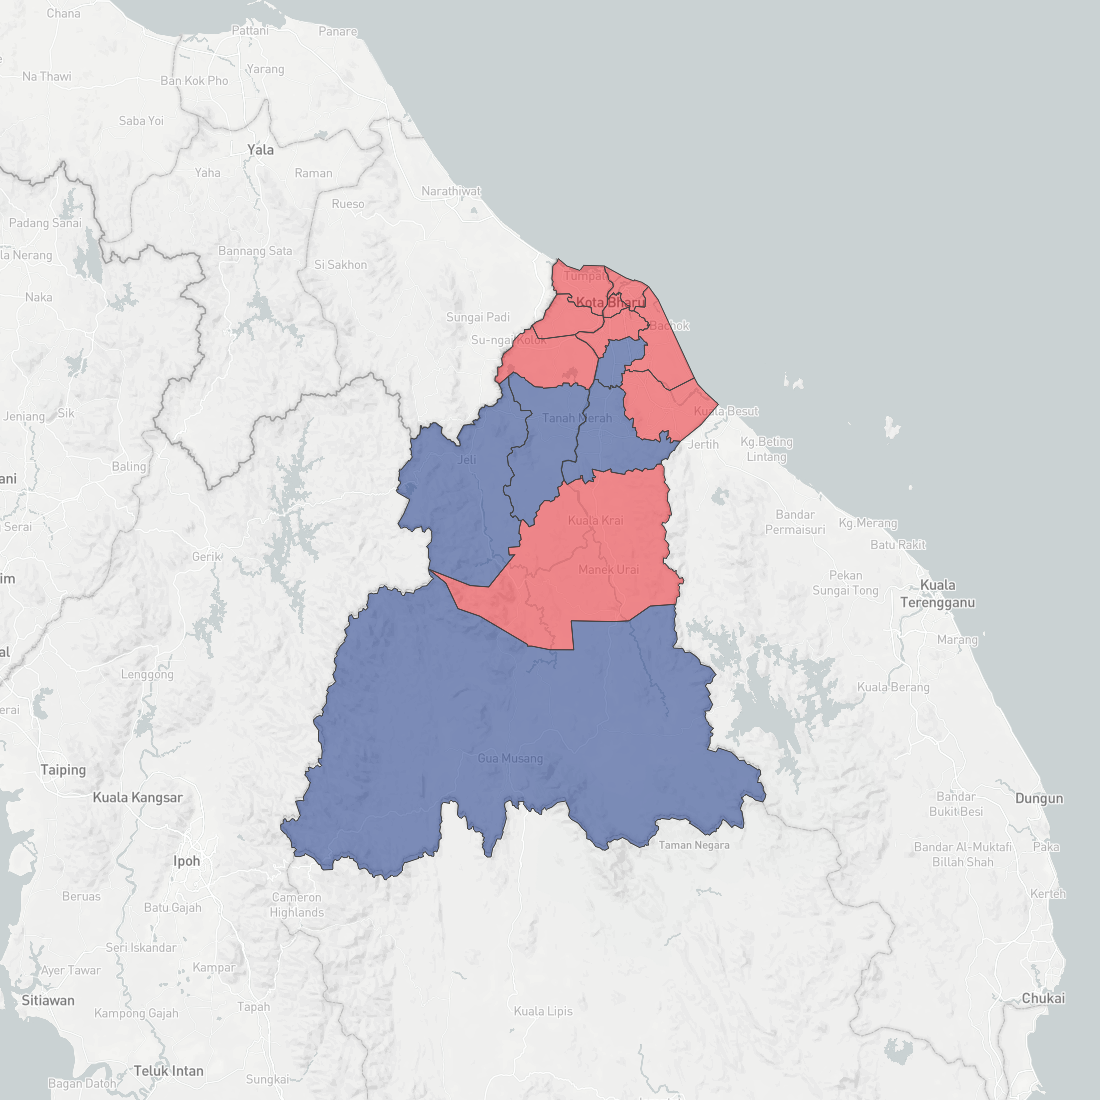 Chana
Pattani
Panare
Na Thawi
Ban Kok Pho
Yarang
Saba Yoi
Yala
Yaha
Raman
Narathiwat
Rueso
Padang Sanai
la Nerang
Bannang Sata
Si Sakhon
Tumpat
Naka
Kota Bharu
Sungai Padi
Bachok
Su-ngai Kolok
Jeniang
Sik
Tanah Merah
Kuala Besut
Jertih
Kg.Beting
Lintang
Baling
Jeli
ani
Serai
Kuala Krai
Bandar
Permaisuri
Kg.Merang
Batu Rakit
Gerik
Manek Urai
im
Pekan
Sungai Tong
Kuala
Terengganu
Marang
al
Lenggong
Kuala Berang
erai
Gua Musang
Taiping
Kuala Kangsar
Bandar
Bukit Besi
Dungun
Ipoh
Taman Negara
Bandar Al-Muktafi
Billah Shah
Paka
Beruas
Batu Gajah
Cameron
Highlands
Kerteh
Seri Iskandar
Ayer Tawar
Kampar
Sitiawan
Kampong Gajah
Tapah
Kuala Lipis
Chukai
Teluk Intan
Bagan Datoh
Sungkai